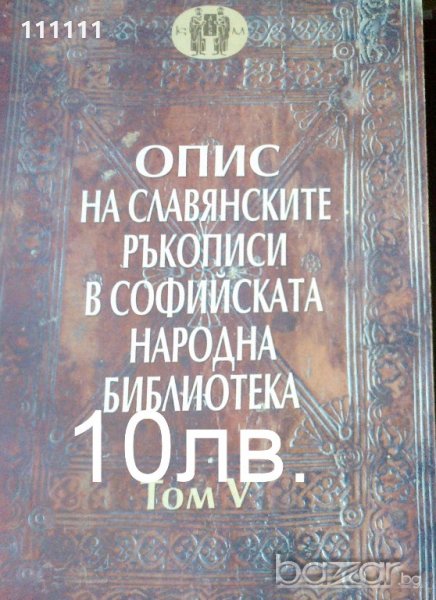 111111
К М
ОПИС
НА СЛАВЯНСКИТЕ
РЪКОПИСИ
В СОФИЙСКАТА
НАРОДНА
БИБЛИОТЕКА
10лв.
Том V
bazar.bg